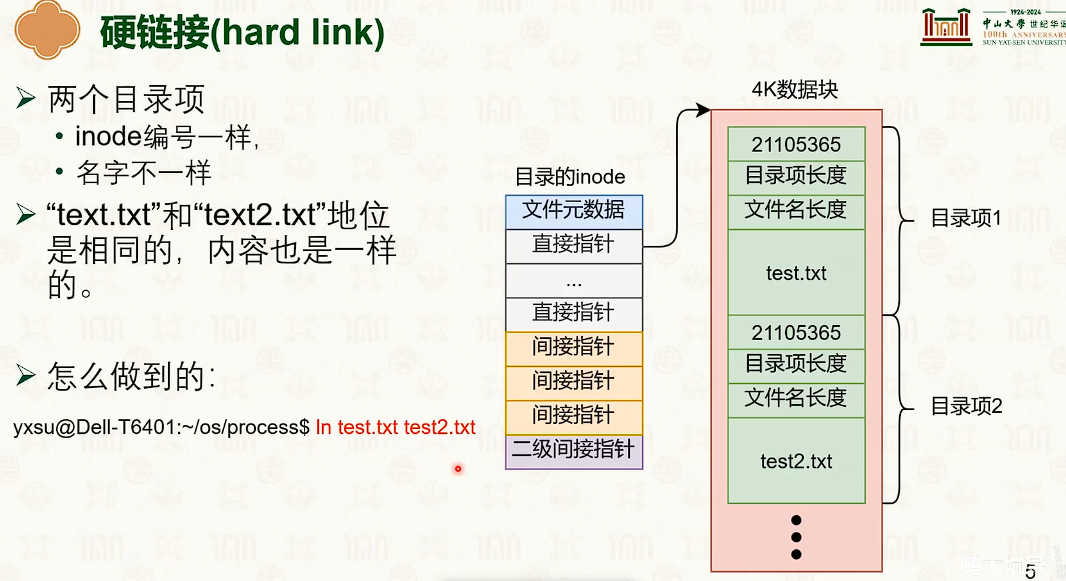 硬链接(hard link)
1924-2024
中山大學 世纪华诞
100th ANNIVERSARY
SUN YAT-SEN UNIVERSITY
两个目录项
inode编号一样,
名字不一样
“text.txt”和“text2.txt”地位
是相同的，内容也是一样
的。
怎么做到的：
yxsu@Dell-T6401:~/os/process$ ln test.txt test2.txt
目录的inode
文件元数据
直接指针
...
直接指针
间接指针
间接指针
间接指针
二级间接指针
4K数据块
21105365
目录项长度
文件名长度
test.txt
目录项1
21105365
目录项长度
文件名长度
test2.txt
目录项2
5